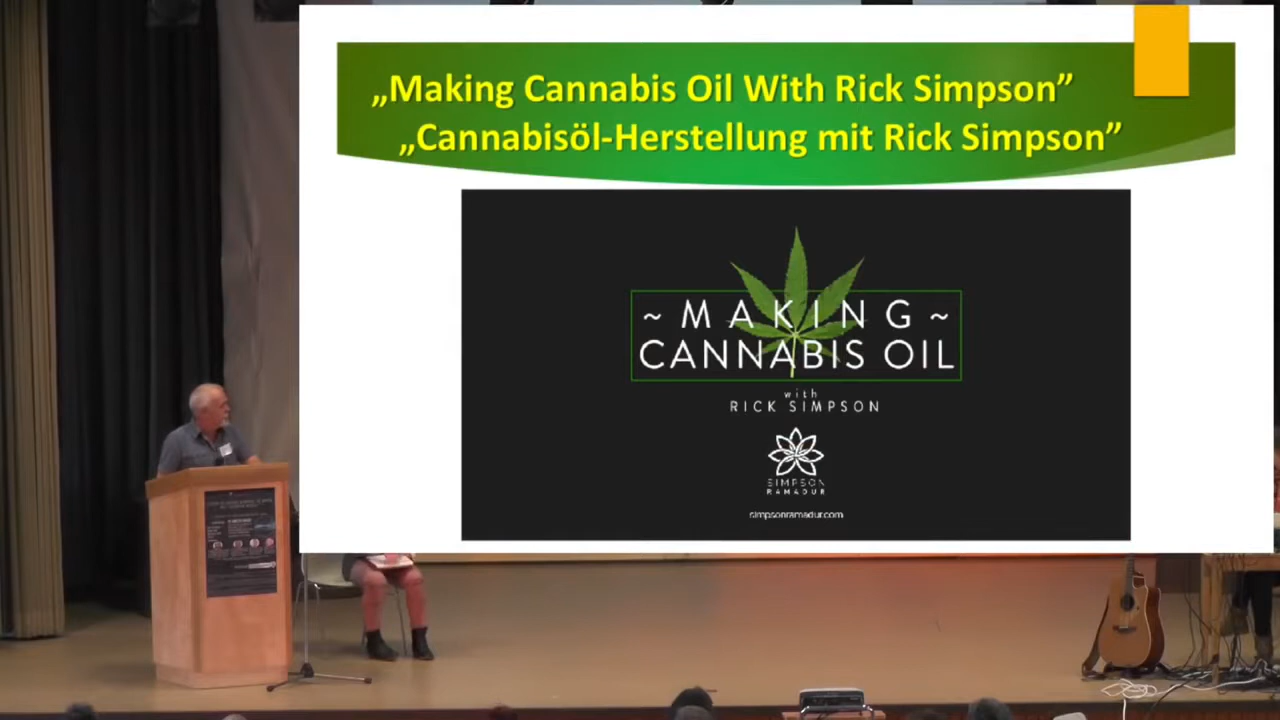 „Making Cannabis Oil With Rick Simpson”
„Cannabisöl-Herstellung mit Rick Simpson”
~ MAKING ~
CANNABIS OIL
with
RICK SIMPSON
SIMPSON
RAMADUR
simpsonramadur.com